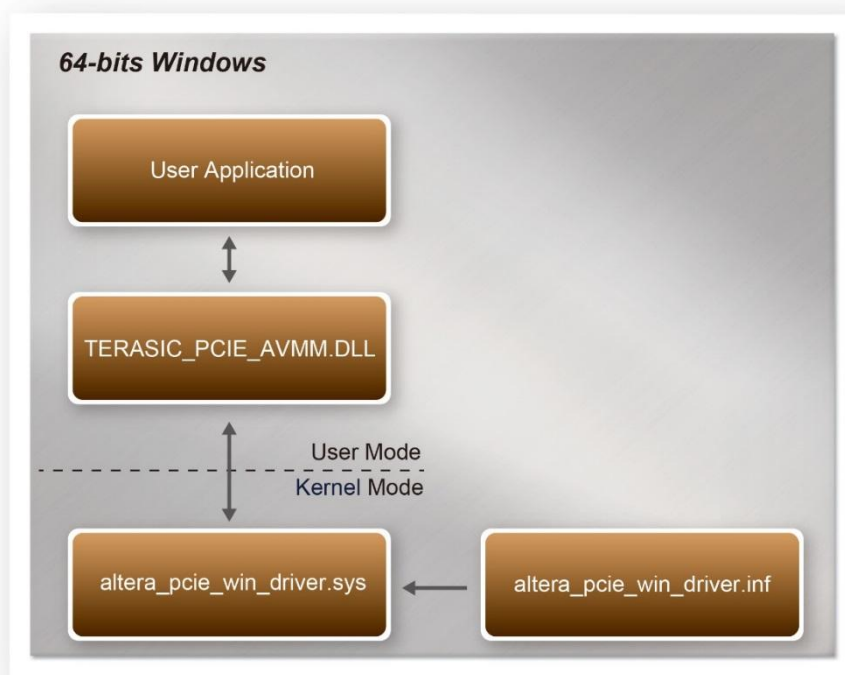 64-bits Windows
User Application
TERASIC_PCIE_AVMM.DLL
User Mode
Kernel Mode
altera_pcie_win_driver.sys
altera_pcie_win_driver.inf